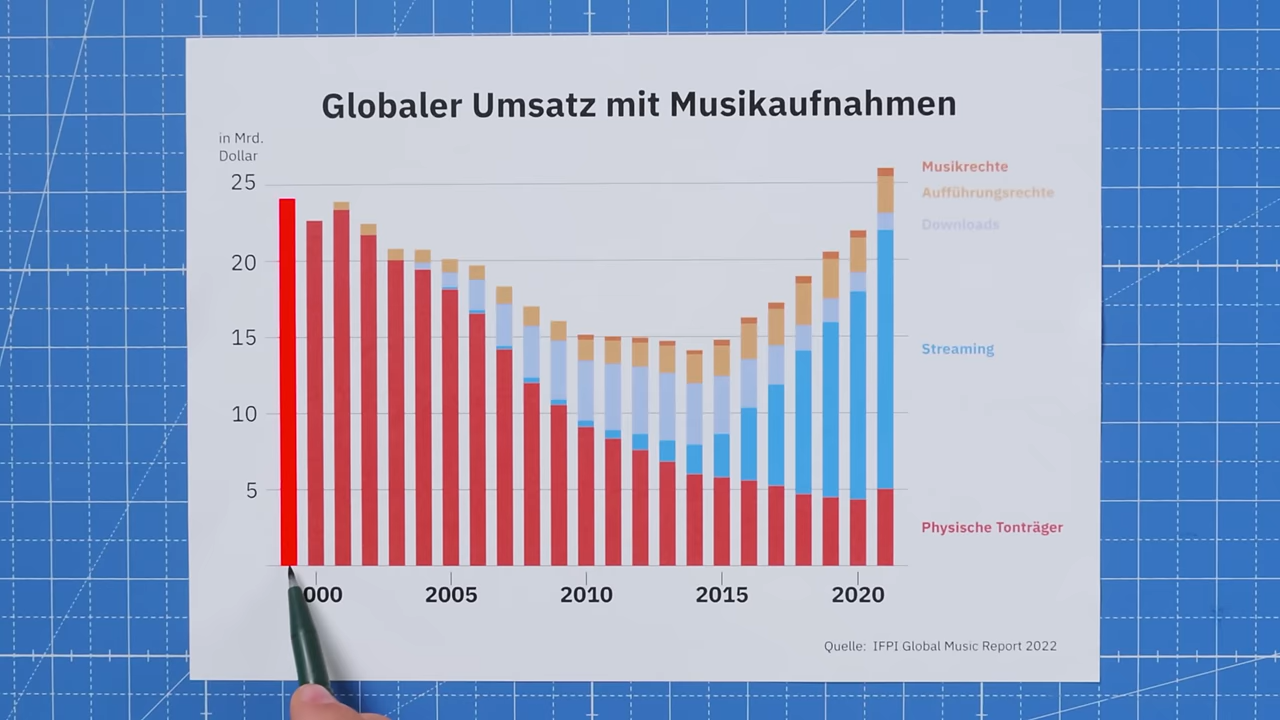 Globaler Umsatz mit Musikaufnahmen
in Mrd.
Dollar
25
20
15
10
5
Musikrechte
Aufführungsrechte
Downloads
Streaming
Physische Tonträger
000
2005
2010
2015
2020
Quelle: IFPI Global Music Report 2022